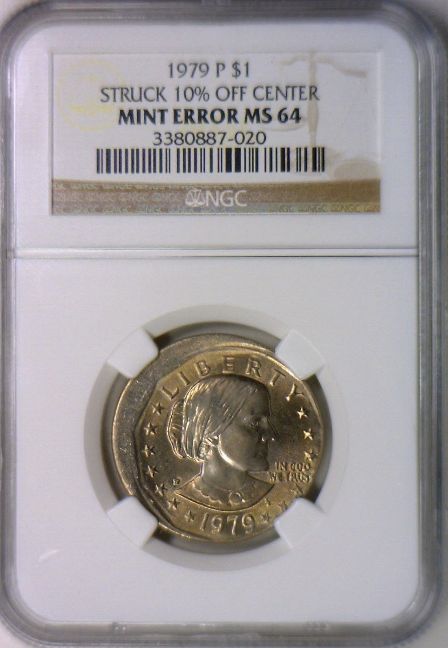 1979 P $1
STRUCK 10% OFF CENTER
MINT ERROR MS 64
3380887-020
NGC
LIBERTY
IN GOD
WE TRUST
P
1979